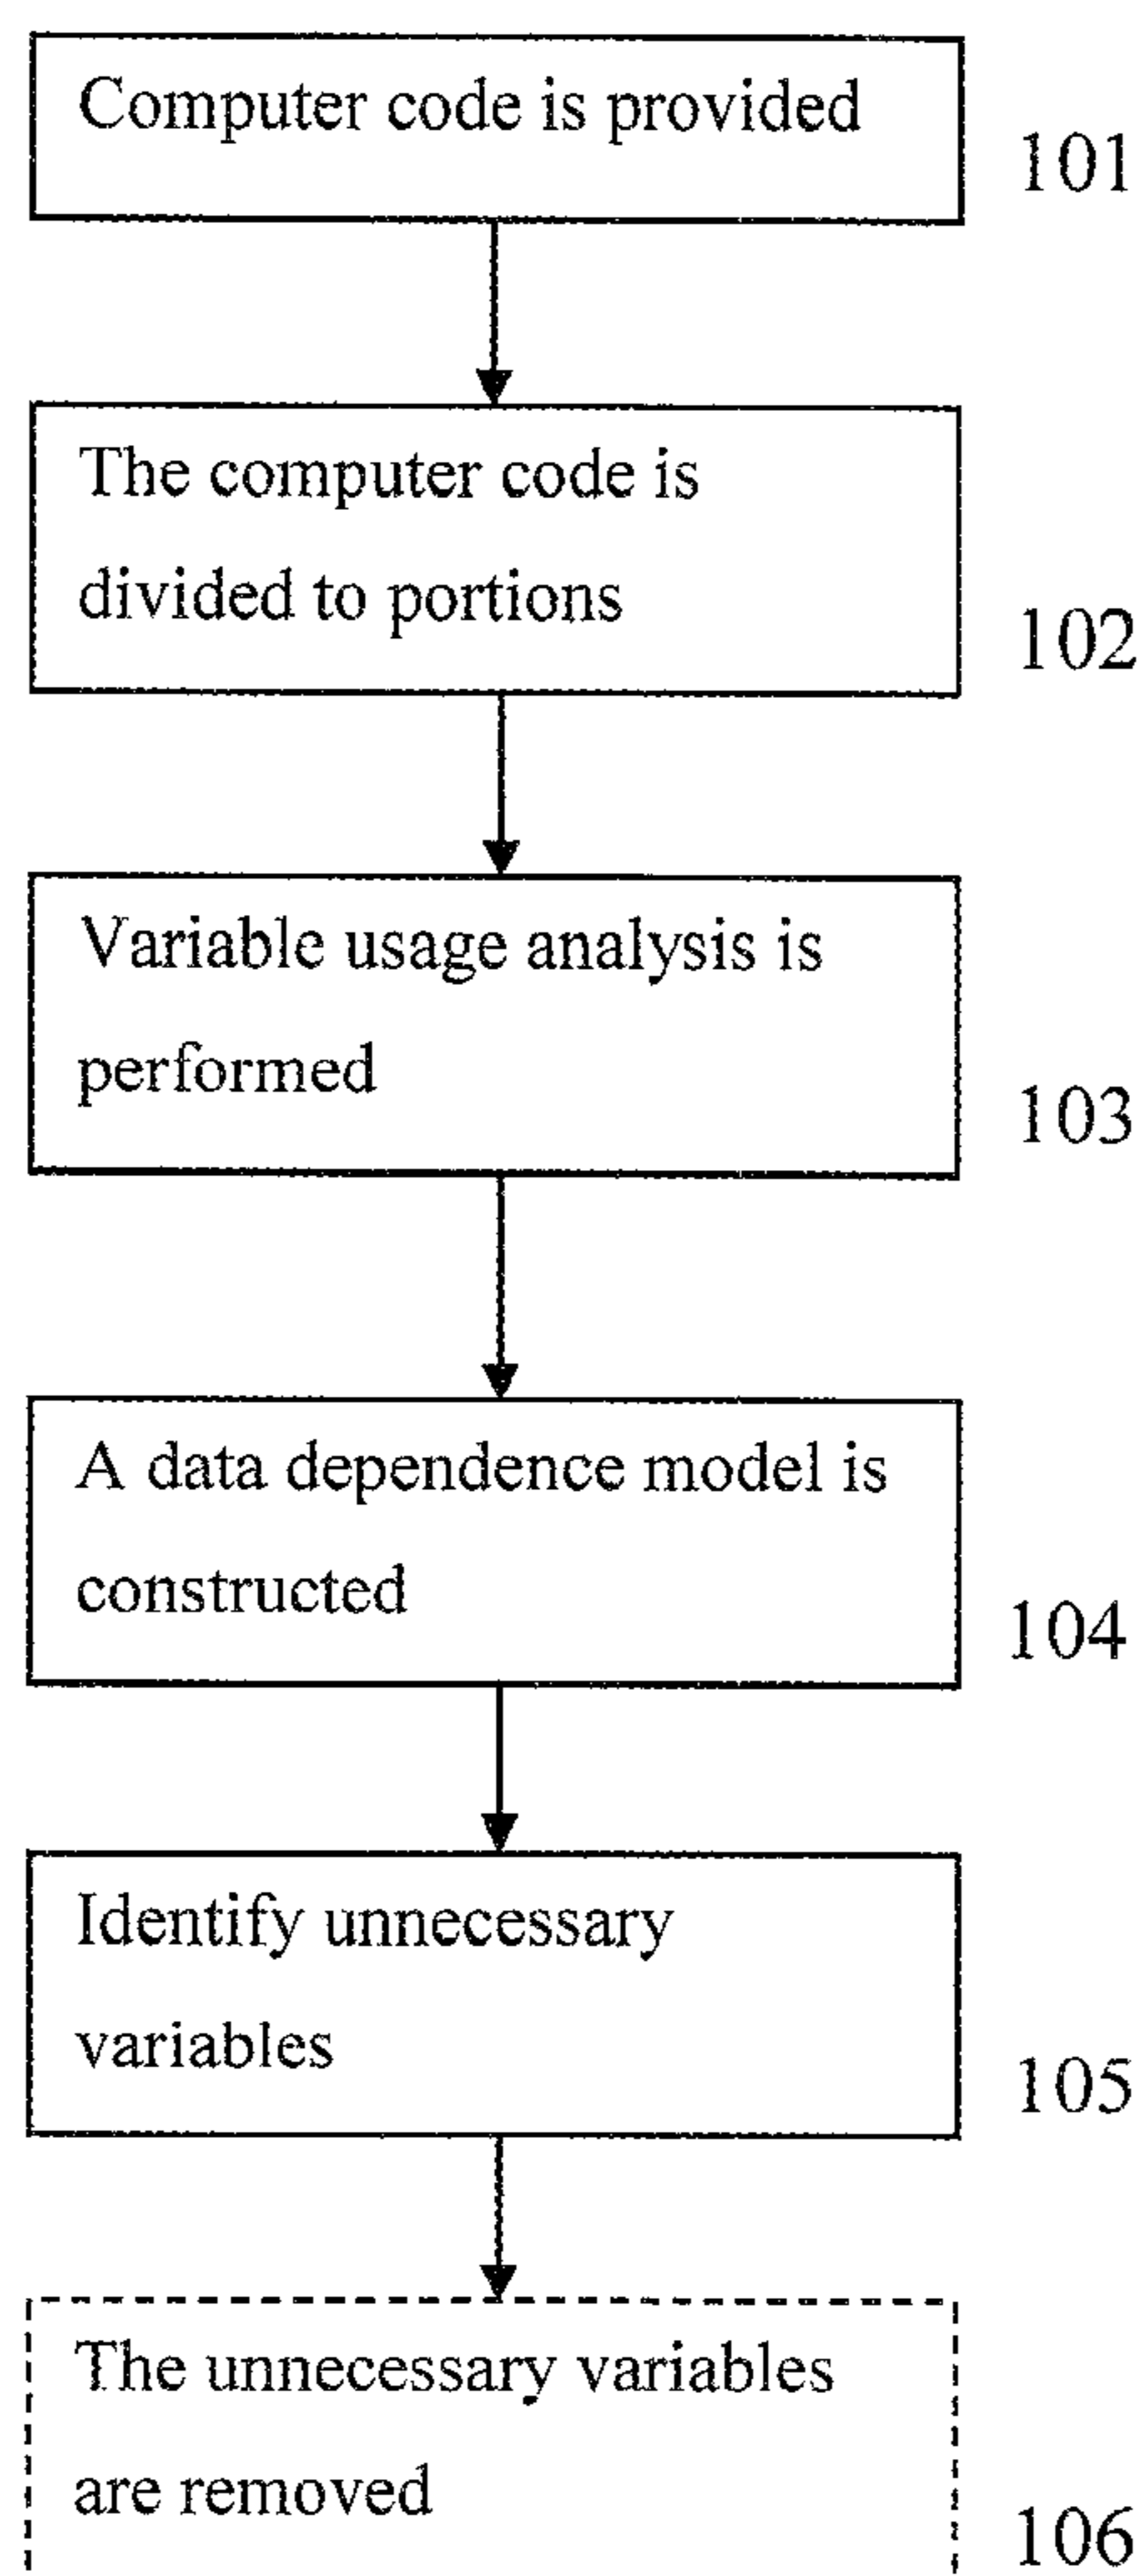 Computer code is provided
101
The computer code is
divided to portions
102
Variable usage analysis is
performed
103
A data dependence model is
constructed
104
Identify unnecessary
variables
105
The unnecessary variables
are removed
106